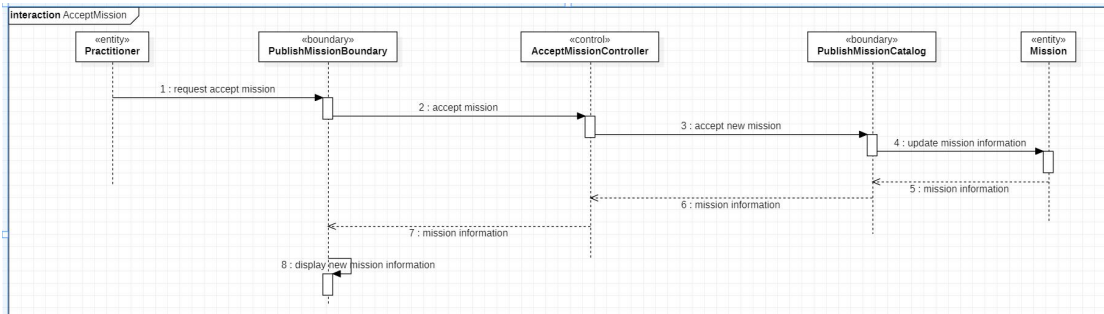 interaction AcceptMission
«entity»
Practitioner
«boundary»
PublishMissionBoundary
«control»
AcceptMissionController
«boundary»
PublishMissionCatalog
«entity»
Mission
1 : request accept mission
2 : accept mission
3 : accept new mission
4 : update mission information
5 : mission information
6 : mission information
7 : mission information
8 : display new mission information